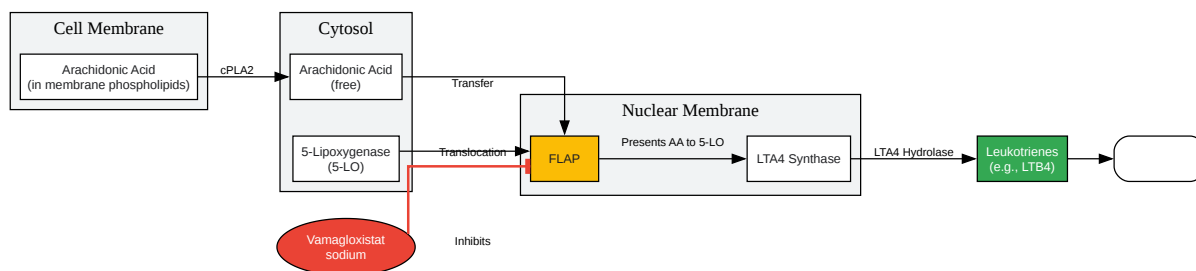 Cell Membrane
Arachidonic Acid
(in membrane phospholipids)
cPLA2
Cytosol
Arachidonic Acid
(free)
Transfer
5-Lipoxygenase
(5-LO)
Translocation
Nuclear Membrane
FLAP
Presents AA to 5-LO
LTA4 Synthase
LTA4 Hydrolase
Leukotrienes
(e.g., LTB4)
Vamagloxistat
sodium
Inhibits